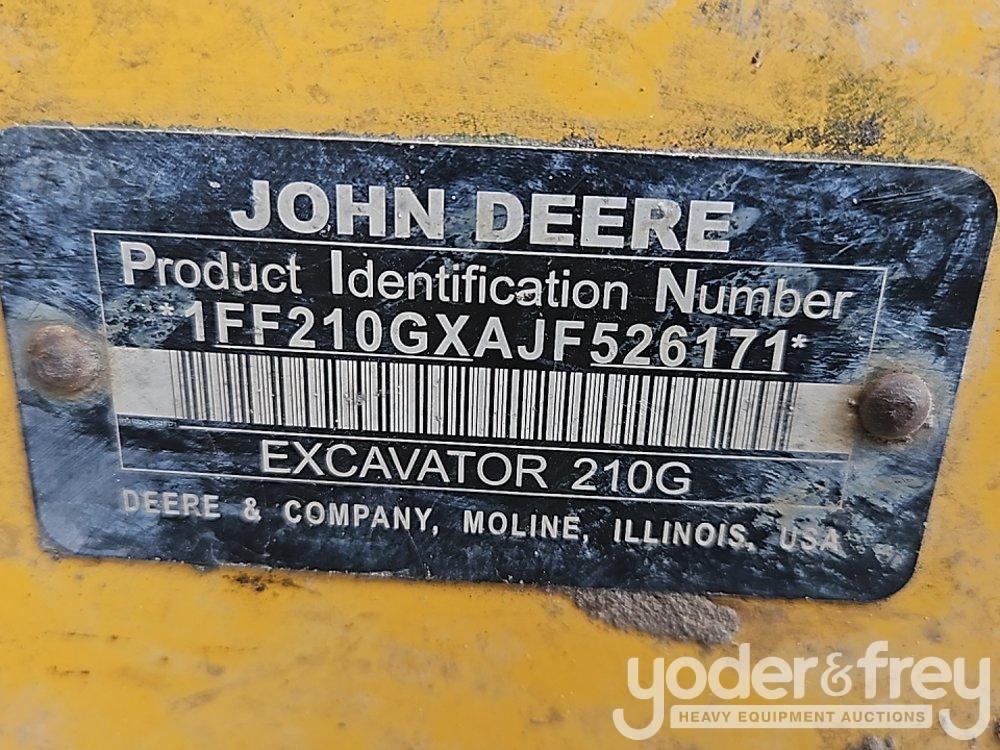 JOHN DEERE
Product Identification Number
*1FF210GXAJF526171*
EXCAVATOR 210G
DEERE & COMPANY, MOLINE, ILLINOIS, USA
yoder&frey
HEAVY EQUIPMENT AUCTIONS